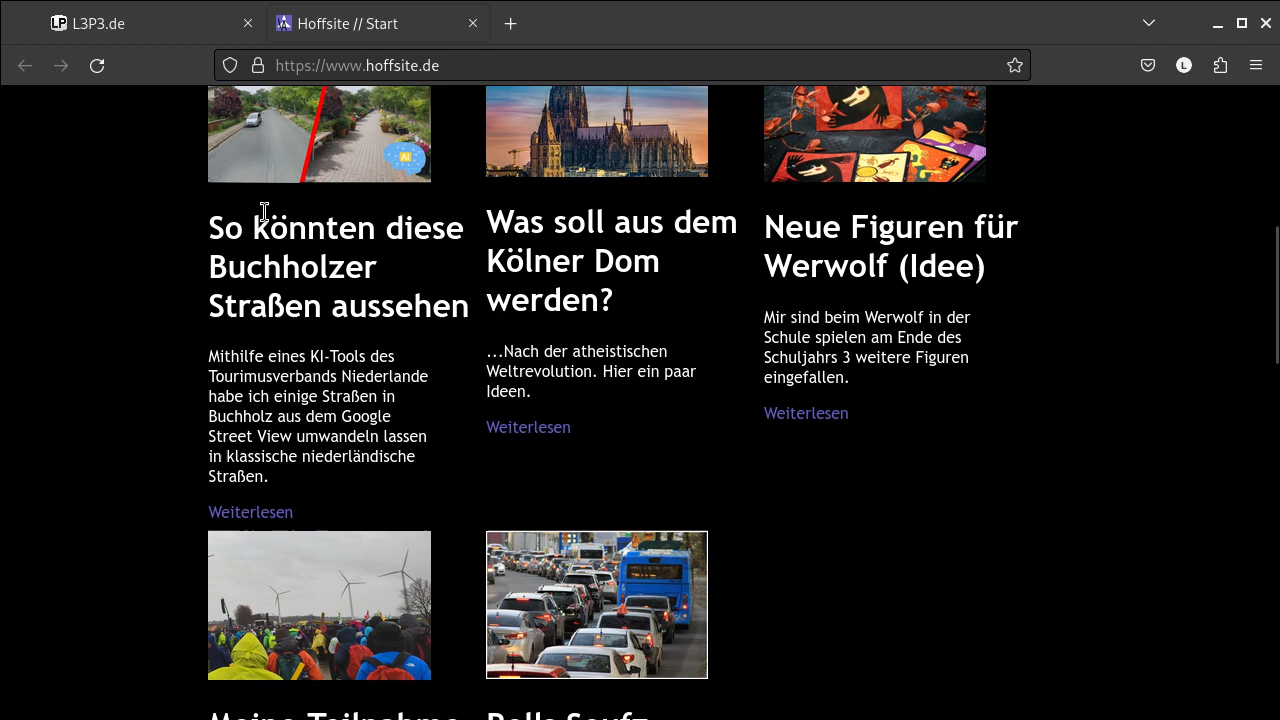 L3P3.de
Hoffsite // Start
https://www.hoffsite.de
L
AI
So könnten diese
Buchholzer
Straßen aussehen
Mithilfe eines KI-Tools des
Tourimusverbands Niederlande
habe ich einige Straßen in
Buchholz aus dem Google
Street View umwandeln lassen
in klassische niederländische
Straßen.
Weiterlesen
Was soll aus dem
Kölner Dom
werden?
...Nach der atheistischen
Weltrevolution. Hier ein paar
Ideen.
Weiterlesen
Neue Figuren für
Werwolf (Idee)
Mir sind beim Werwolf in der
Schule spielen am Ende des
Schuljahrs 3 weitere Figuren
eingefallen.
Weiterlesen
Meine Teilnahme